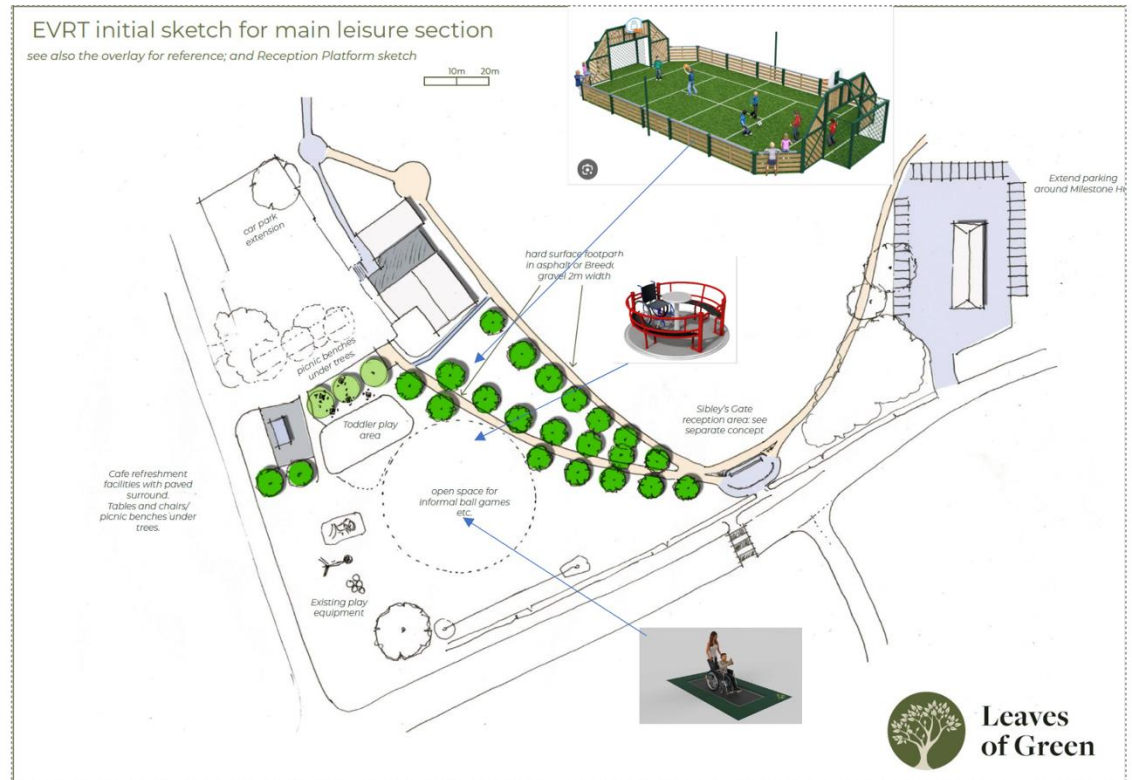 EVRT initial sketch for main leisure section
see also the overlay for reference; and Reception Platform sketch
10m 20m
Extend parking
around Milestone H
car park
extension
hard surface footpath
in asphalt or Breed
gravel 2m width
picnic benches
under trees
Toddler play
area
Sibley's Gate
reception area: see
separate concept
Cafe refreshment
facilities with paved
surround.
Tables and chairs/
picnic benches under
trees.
open space for
informal ball games
etc.
Existing play
equipment
Leaves
of Green